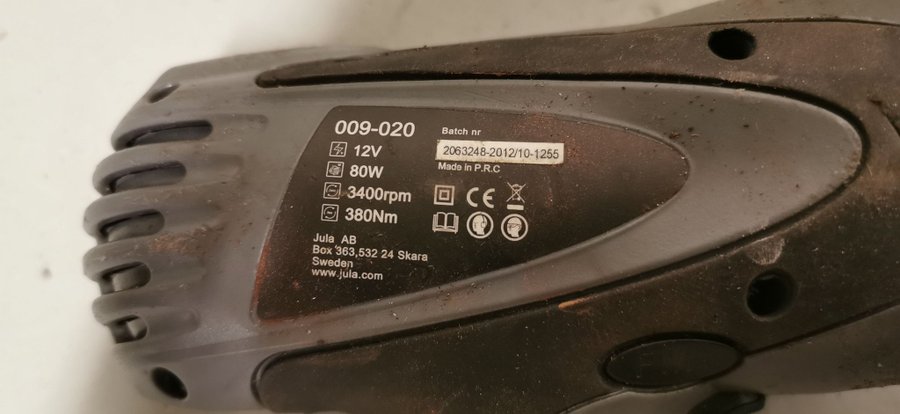 009-020
12V
80W
3400rpm
380Nm
Jula AB
Box 363,532 24 Skara
Sweden
www.jula.com
Batch nr
2063248-2012/10-1255
Made in P.R.C
CE